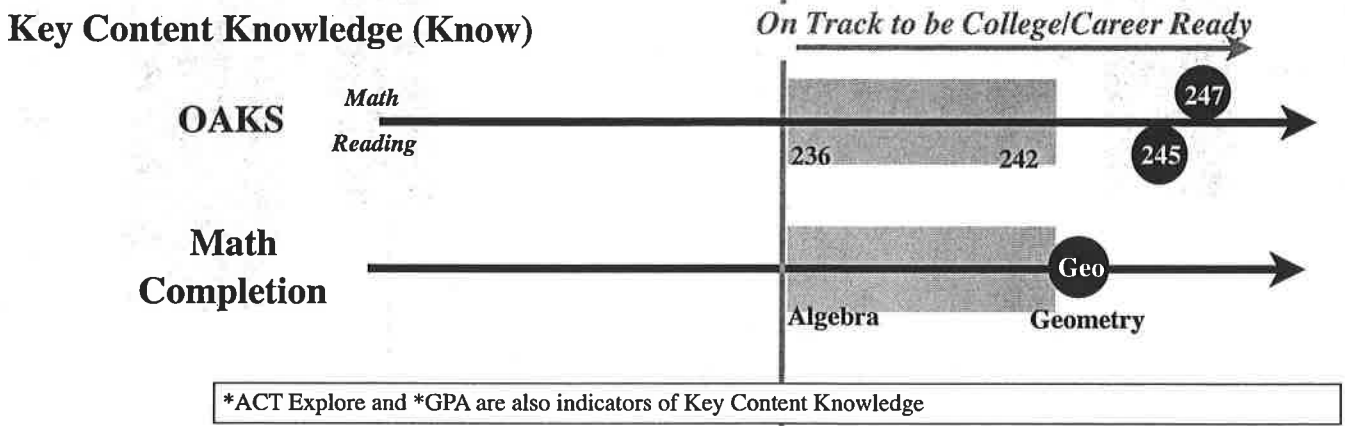 Key Content Knowledge (Know)
On Track to be College/Career Ready
OAKS
Math
Reading
247
245
236
242
Math
Completion
Geo
Algebra
Geometry
*ACT Explore and *GPA are also indicators of Key Content Knowledge